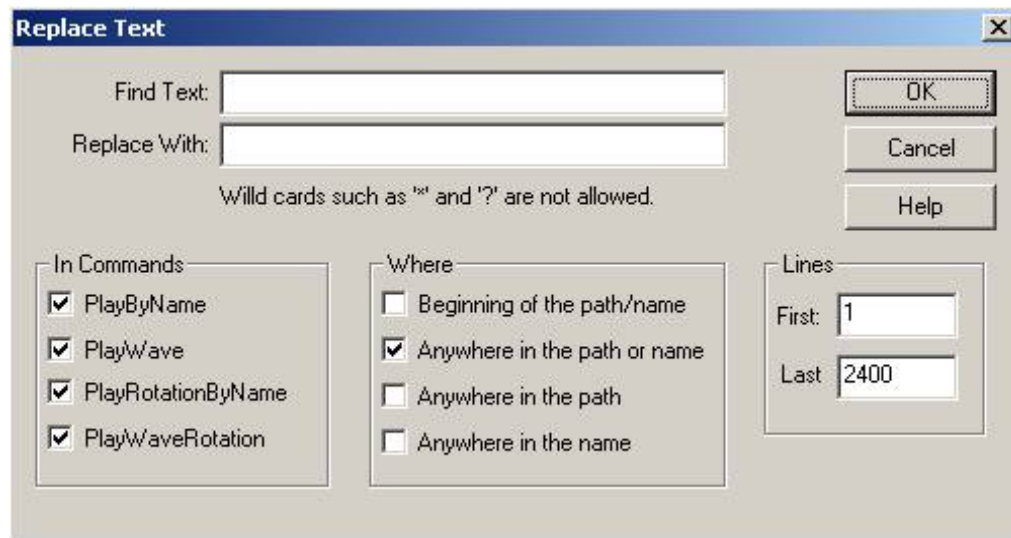 Replace Text
Find Text:
OK
Replace With:
Cancel
Willd cards such as '*' and '?' are not allowed.
Help
In Commands
PlayByName
PlayWave
PlayRotationByName
PlayWaveRotation
Where
Beginning of the path/name
Anywhere in the path or name
Anywhere in the path
Anywhere in the name
Lines
First: 1
Last 2400